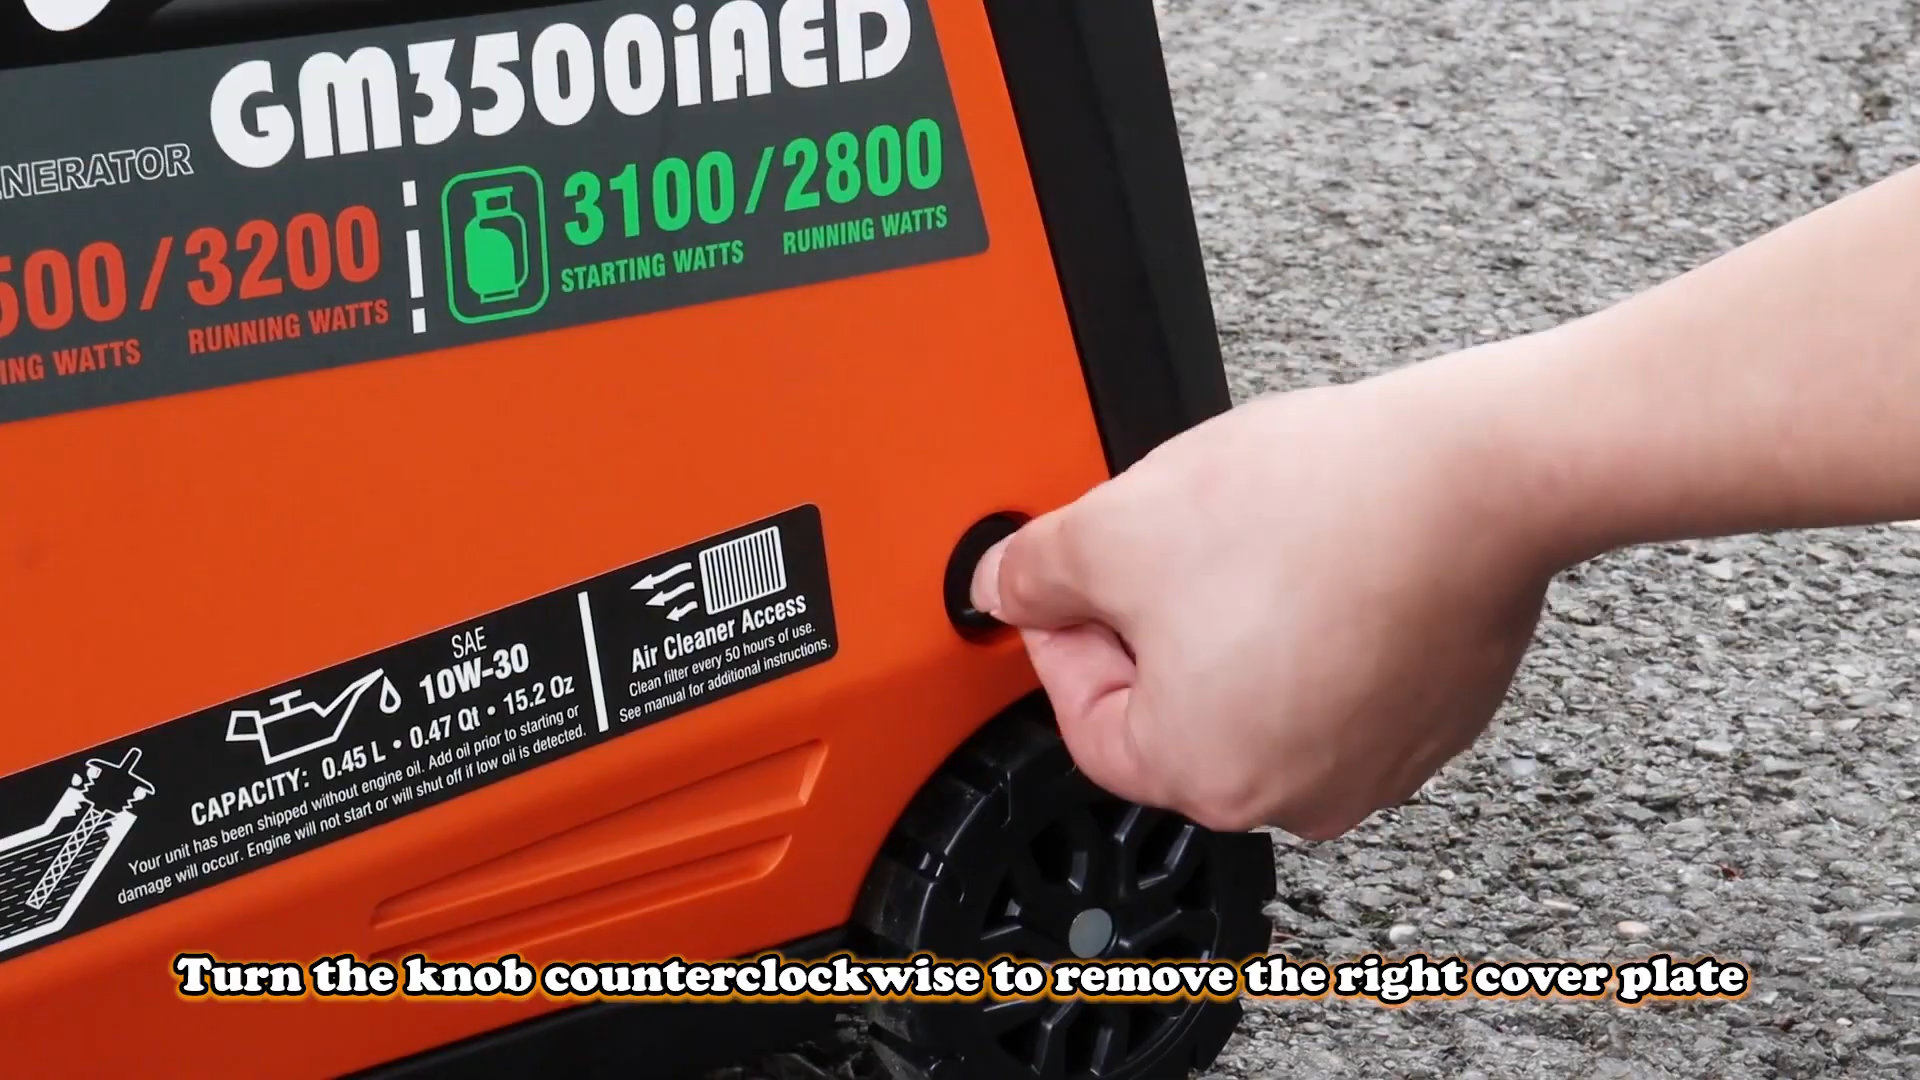 GM3500iAED
GENERATOR
500/3200
RUNNING WATTS
WATTS
3100/2800
STARTING WATTS
RUNNING WATTS
SAE
10W-30
CAPACITY: 0.45 L • 0.47 Qt • 15.2 Oz
Your unit has been shipped without engine oil. Add oil prior to starting or
damage will occur. Engine will not start or will shut off if low oil is detected.
Air Cleaner Access
Clean filter every 50 hours of use.
See manual for additional instructions.
Turn the knob counterclockwise to remove the right cover plate